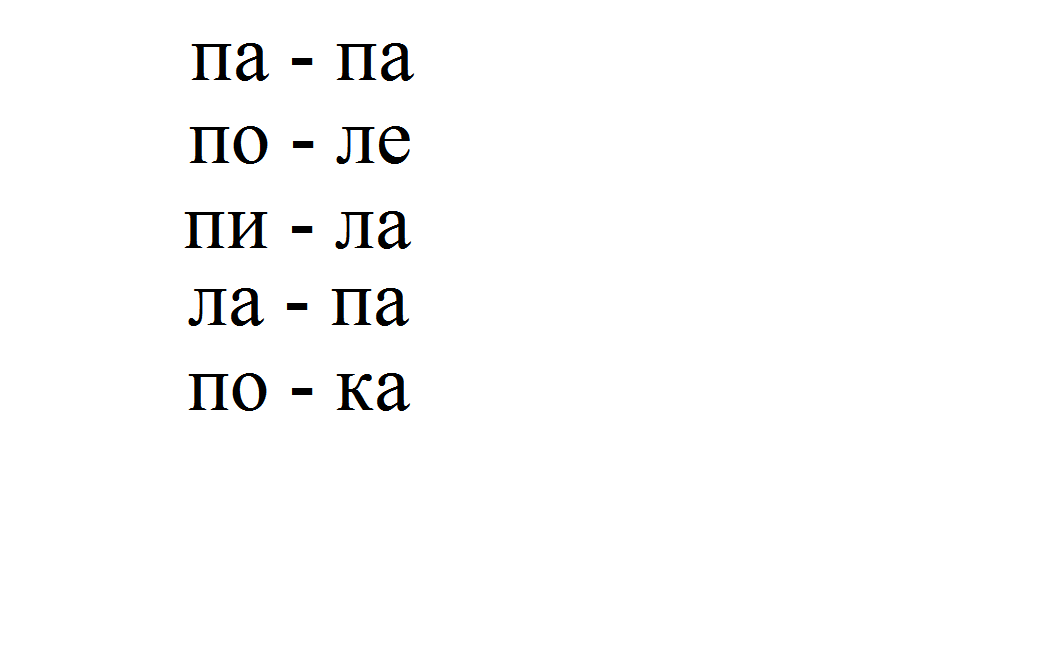 па - па
по - ле
пи - ла
ла - па
по - ка